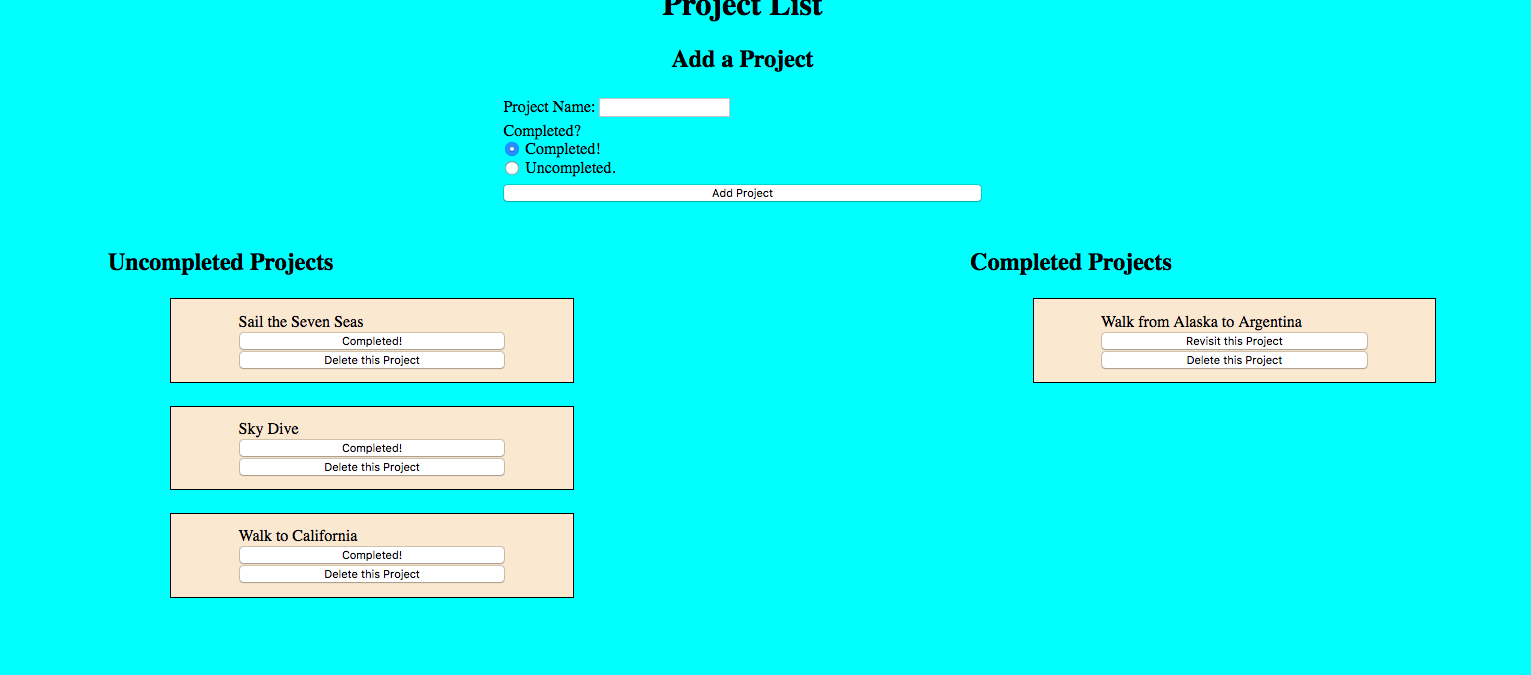 Project List
Add a Project
Project Name:
Completed?
Completed!
Uncompleted.
Add Project
Uncompleted Projects
Sail the Seven Seas
Completed!
Delete this Project
Sky Dive
Completed!
Delete this Project
Walk to California
Completed!
Delete this Project
Completed Projects
Walk from Alaska to Argentina
Revisit this Project
Delete this Project